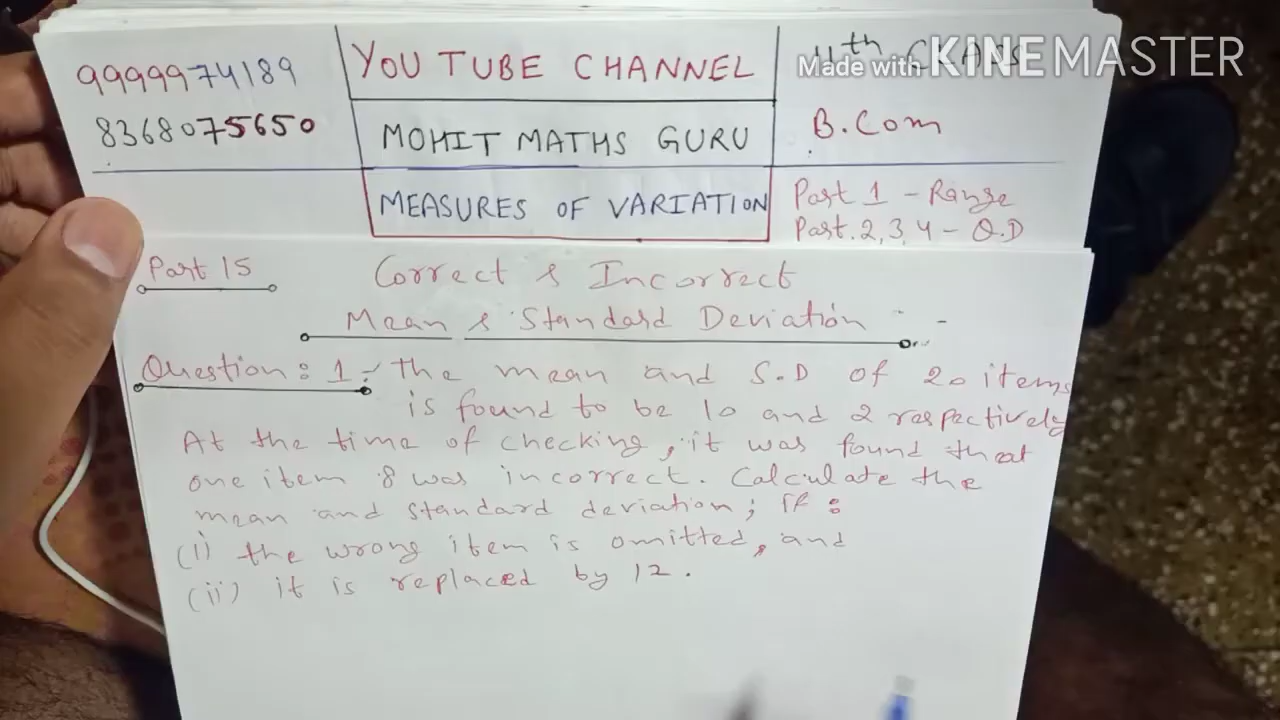 9999974189
8368075650
YOU TUBE CHANNEL
MOHIT MATHS GURU
MEASURES OF VARIATION
11th CLASS
Made with KINEMASTER
B.Com
Part 1 - Range
Part.2,3,4 - Q.D
Part 15
Correct & Incorrect
Mean & Standard Deviation
Question: 1:- The mean and S.D of 20 items
is found to be 10 and 2 respectively
At the time of checking, it was found that
one item 8 was incorrect. Calculate the
mean and standard deviation; if:
(i) the wrong item is omitted, and
(ii) it is replaced by 12.